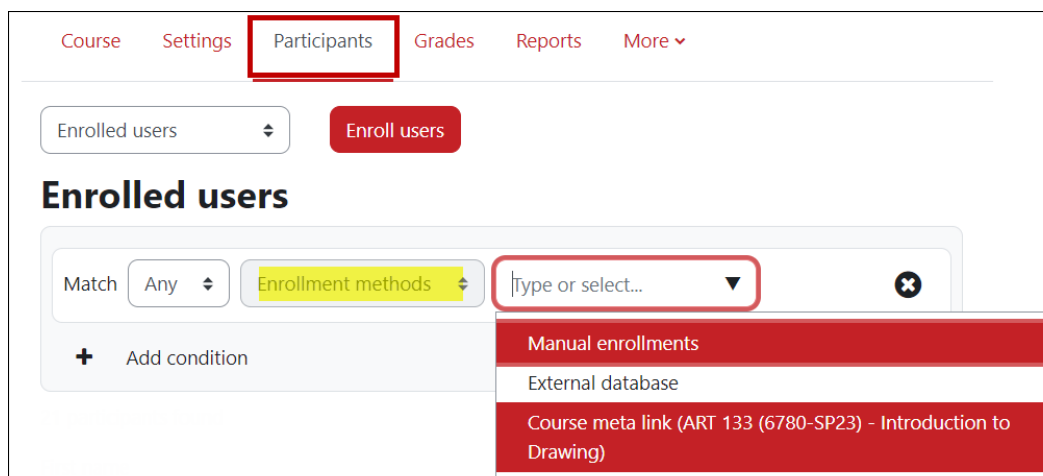 Course Settings Participants Grades Reports More
Enrolled users Enroll users
Enrolled users
Match Any Enrollment methods Type or select...
Manual enrollments
Add condition
External database
Course meta link (ART 133 (6780-SP23) - Introduction to
Drawing)